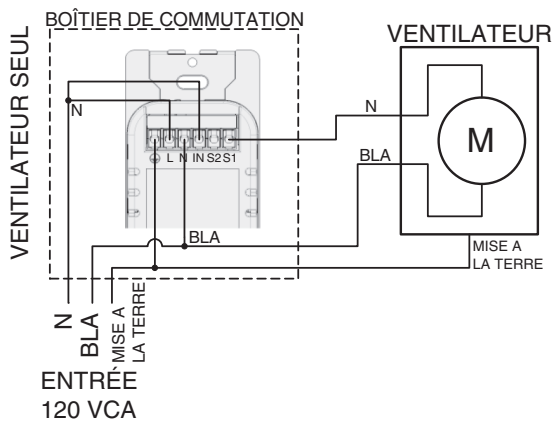 BOÎTIER DE COMMUTATION
VENTILATEUR
VENTILATEUR SEUL
N
L N IN S2 S1
N
M
BLA
BLA
MISE A
LA TERRE
N
BLA
MISE A
LA TERRE
ENTRÉE
120 VCA